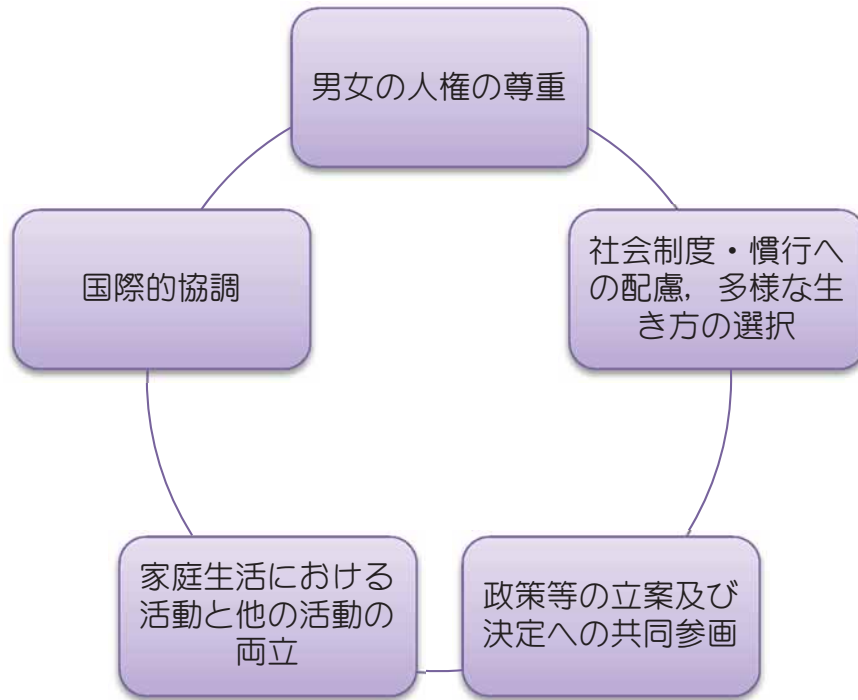 男女の人権の尊重
社会制度・慣行へ
の配慮，多様な生
き方の選択
政策等の立案及び
決定への共同参画
家庭生活における
活動と他の活動の
両立
国際的協調